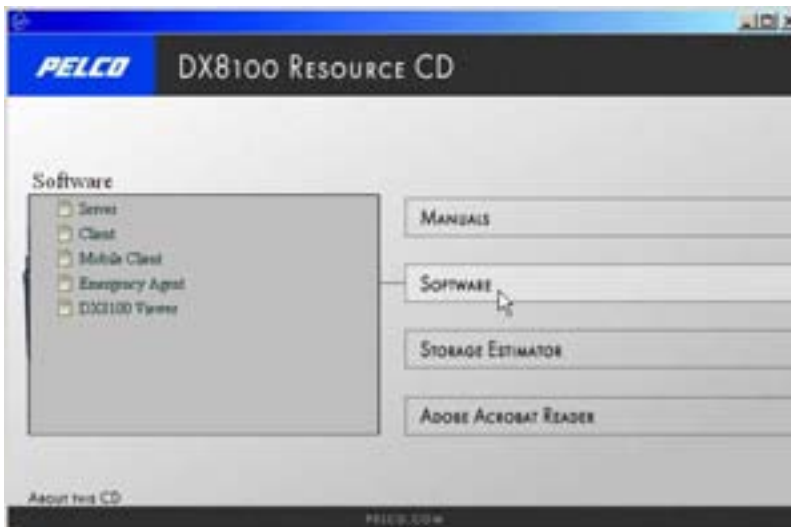 PELCO DX8100 RESOURCE CD
Software
Server
Client
Mobile Client
Emergency Agent
DX8100 Viewer
MANUALS
SOFTWARE
STORAGE ESTIMATOR
ADOBE ACROBAT READER
ABOUT THIS CD
PELCO.COM